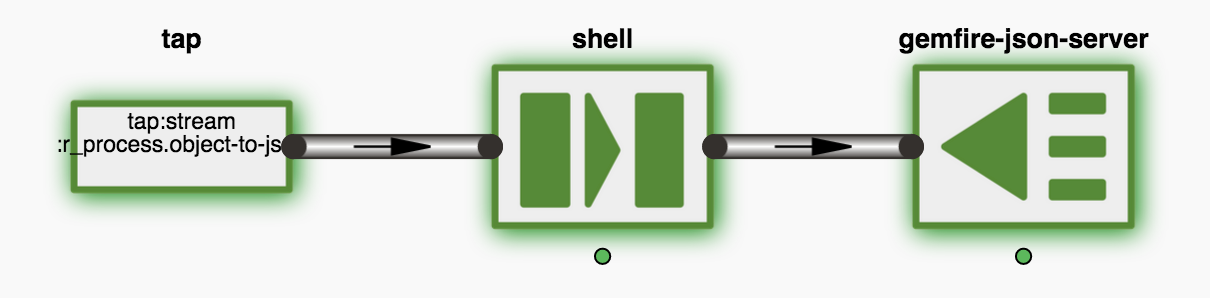 tap
shell
gemfire-json-server
tap:stream
:r_process.object-to-js